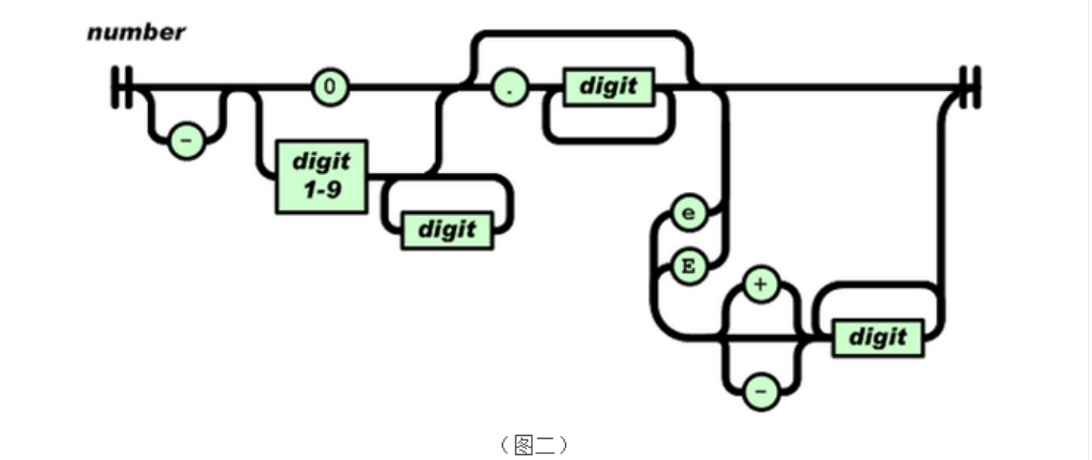 number
0
.
digit
-
digit
1-9
digit
e
E
+
digit
-
(图二)